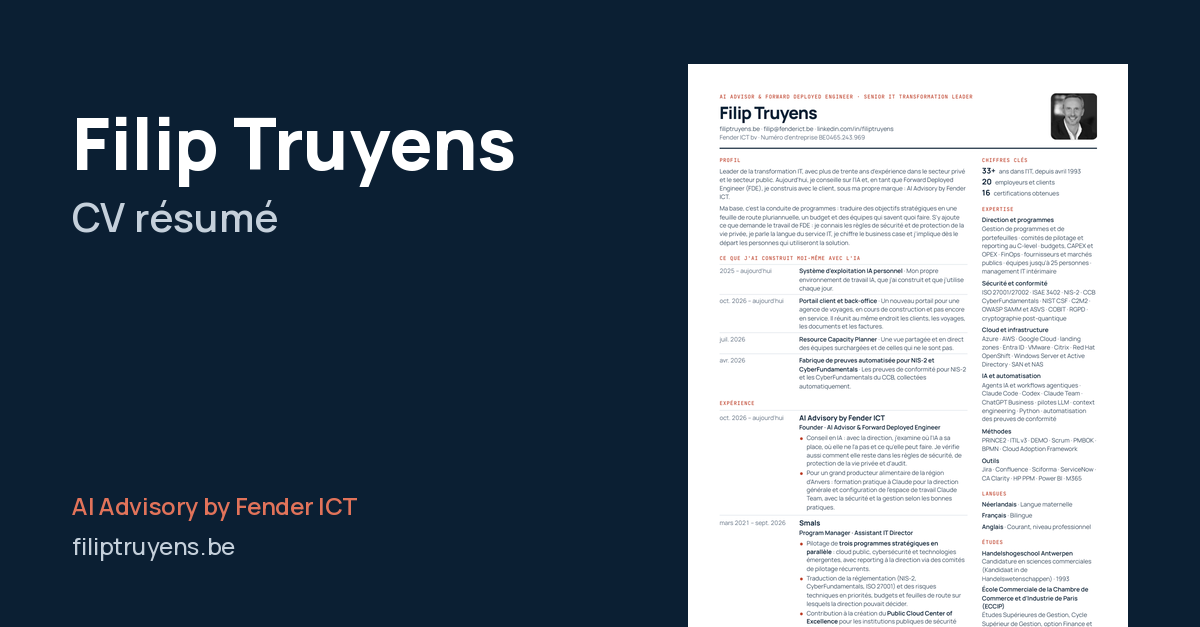 Filip Truyens
CV résumé
AI Advisory by Fender ICT
filiptruyens.be
AI ADVISOR & FORWARD DEPLOYED ENGINEER · SENIOR IT TRANSFORMATION LEADER
Filip Truyens
filiptruyens.be · filip@fenderict.be · linkedin.com/in/filiptruyens
Fender ICT bv · Numéro d'entreprise BE0465.243.969
PROFIL
Leader de la transformation IT, avec plus de trente ans d'expérience dans le secteur privé
et le secteur public. Aujourd'hui, je conseille sur l'IA et, en tant que Forward Deployed
Engineer (FDE), je construis avec le client, sous ma propre marque : AI Advisory by Fender
ICT.
Ma base, c'est la conduite de programmes : traduire des objectifs stratégiques en une
feuille de route pluriannuelle, un budget et des équipes qui savent quoi faire. S'y ajoute
ce que demande le travail de FDE : je connais les règles de sécurité et de protection de la
vie privée, je parle la langue du service IT, je chiffre le business case et j'implique dès le
départ les personnes qui utiliseront la solution.
CE QUE J'AI CONSTRUIT MOI-MÊME AVEC L'IA
2025 – aujourd'hui
Système d'exploitation IA personnel · Mon propre
environnement de travail IA, que j'ai construit et que j'utilise
chaque jour.
oct. 2026 – aujourd'hui
Portail client et back-office · Un nouveau portail pour une
agence de voyages, en cours de construction et pas encore
en service. Il réunit au même endroit les clients, les voyages,
les documents et les factures.
juil. 2026
Resource Capacity Planner · Une vue partagée et en direct
des équipes surchargées et de celles qui ne le sont pas.
avr. 2026
Fabrique de preuves automatisée pour NIS-2 et
CyberFundamentals · Les preuves de conformité pour NIS-2
et les CyberFundamentals du CCB, collectées
automatiquement.
EXPÉRIENCE
oct. 2026 – aujourd'hui
AI Advisory by Fender ICT
Founder · AI Advisor & Forward Deployed Engineer
Conseil en IA : avec la direction, j'examine où l'IA a sa
place, où elle ne l'a pas et ce qu'elle peut faire. Je vérifie
aussi comment elle reste dans les règles de sécurité, de
protection de la vie privée et d'audit.
Pour un grand producteur alimentaire de la région
d'Anvers : formation pratique à Claude pour la direction
générale et configuration de l'espace de travail Claude
Team, avec la sécurité et la gestion selon les bonnes
pratiques.
mars 2021 – sept. 2026
Smals
Program Manager · Assistant IT Director
Pilotage de trois programmes stratégiques en
parallèle : cloud public, cybersécurité et technologies
émergentes, avec reporting à la direction via des comités
de pilotage récurrents.
Traduction de la réglementation (NIS-2,
CyberFundamentals, ISO 27001) et des risques
techniques en priorités, budgets et feuilles de route sur
lesquels la direction pouvait décider.
Contribution à la création du Public Cloud Center of
Excellence pour les institutions publiques de sécurité
CHIFFRES CLÉS
33+ ans dans l'IT, depuis avril 1993
20 employeurs et clients
16 certifications obtenues
EXPERTISE
Direction et programmes
Gestion de programmes et de
portefeuilles · comités de pilotage et
reporting au C-level · budgets, CAPEX et
OPEX · FinOps · fournisseurs et marchés
publics · équipes jusqu'à 25 personnes ·
management IT intérimaire
Sécurité et conformité
ISO 27001/27002 · ISAE 3402 · NIS-2 · CCB
CyberFundamentals · NIST CSF · C2M2 ·
OWASP SAMM et ASVS · COBIT · RGPD ·
cryptographie post-quantique
Cloud et infrastructure
Azure · AWS · Google Cloud · landing
zones · Entra ID · VMware · Citrix · Red Hat
OpenShift · Windows Server et Active
Directory · SAN et NAS
IA et automatisation
Agents IA et workflows agentiques ·
Claude Code · Codex · Claude Team ·
ChatGPT Business · pilotes LLM · context
engineering · Python · automatisation
des preuves de conformité
Méthodes
PRINCE2 · ITIL v3 · DEMO · Scrum · PMBOK ·
BPMN · Cloud Adoption Framework
Outils
Jira · Confluence · Sciforma · ServiceNow ·
CA Clarity · HP PPM · Power BI · M365
LANGUES
Néerlandais · Langue maternelle
Français · Bilingue
Anglais · Courant, niveau professionnel
ÉTUDES
Handelshogeschool Antwerpen
Candidature en sciences commerciales
(Kandidaat in de
Handelswetenschappen) · 1993
École Commerciale de la Chambre de
Commerce et d'Industrie de Paris
(ECCIP)
Études Supérieures de Gestion, Cycle
Supérieur de Gestion, option Finance et